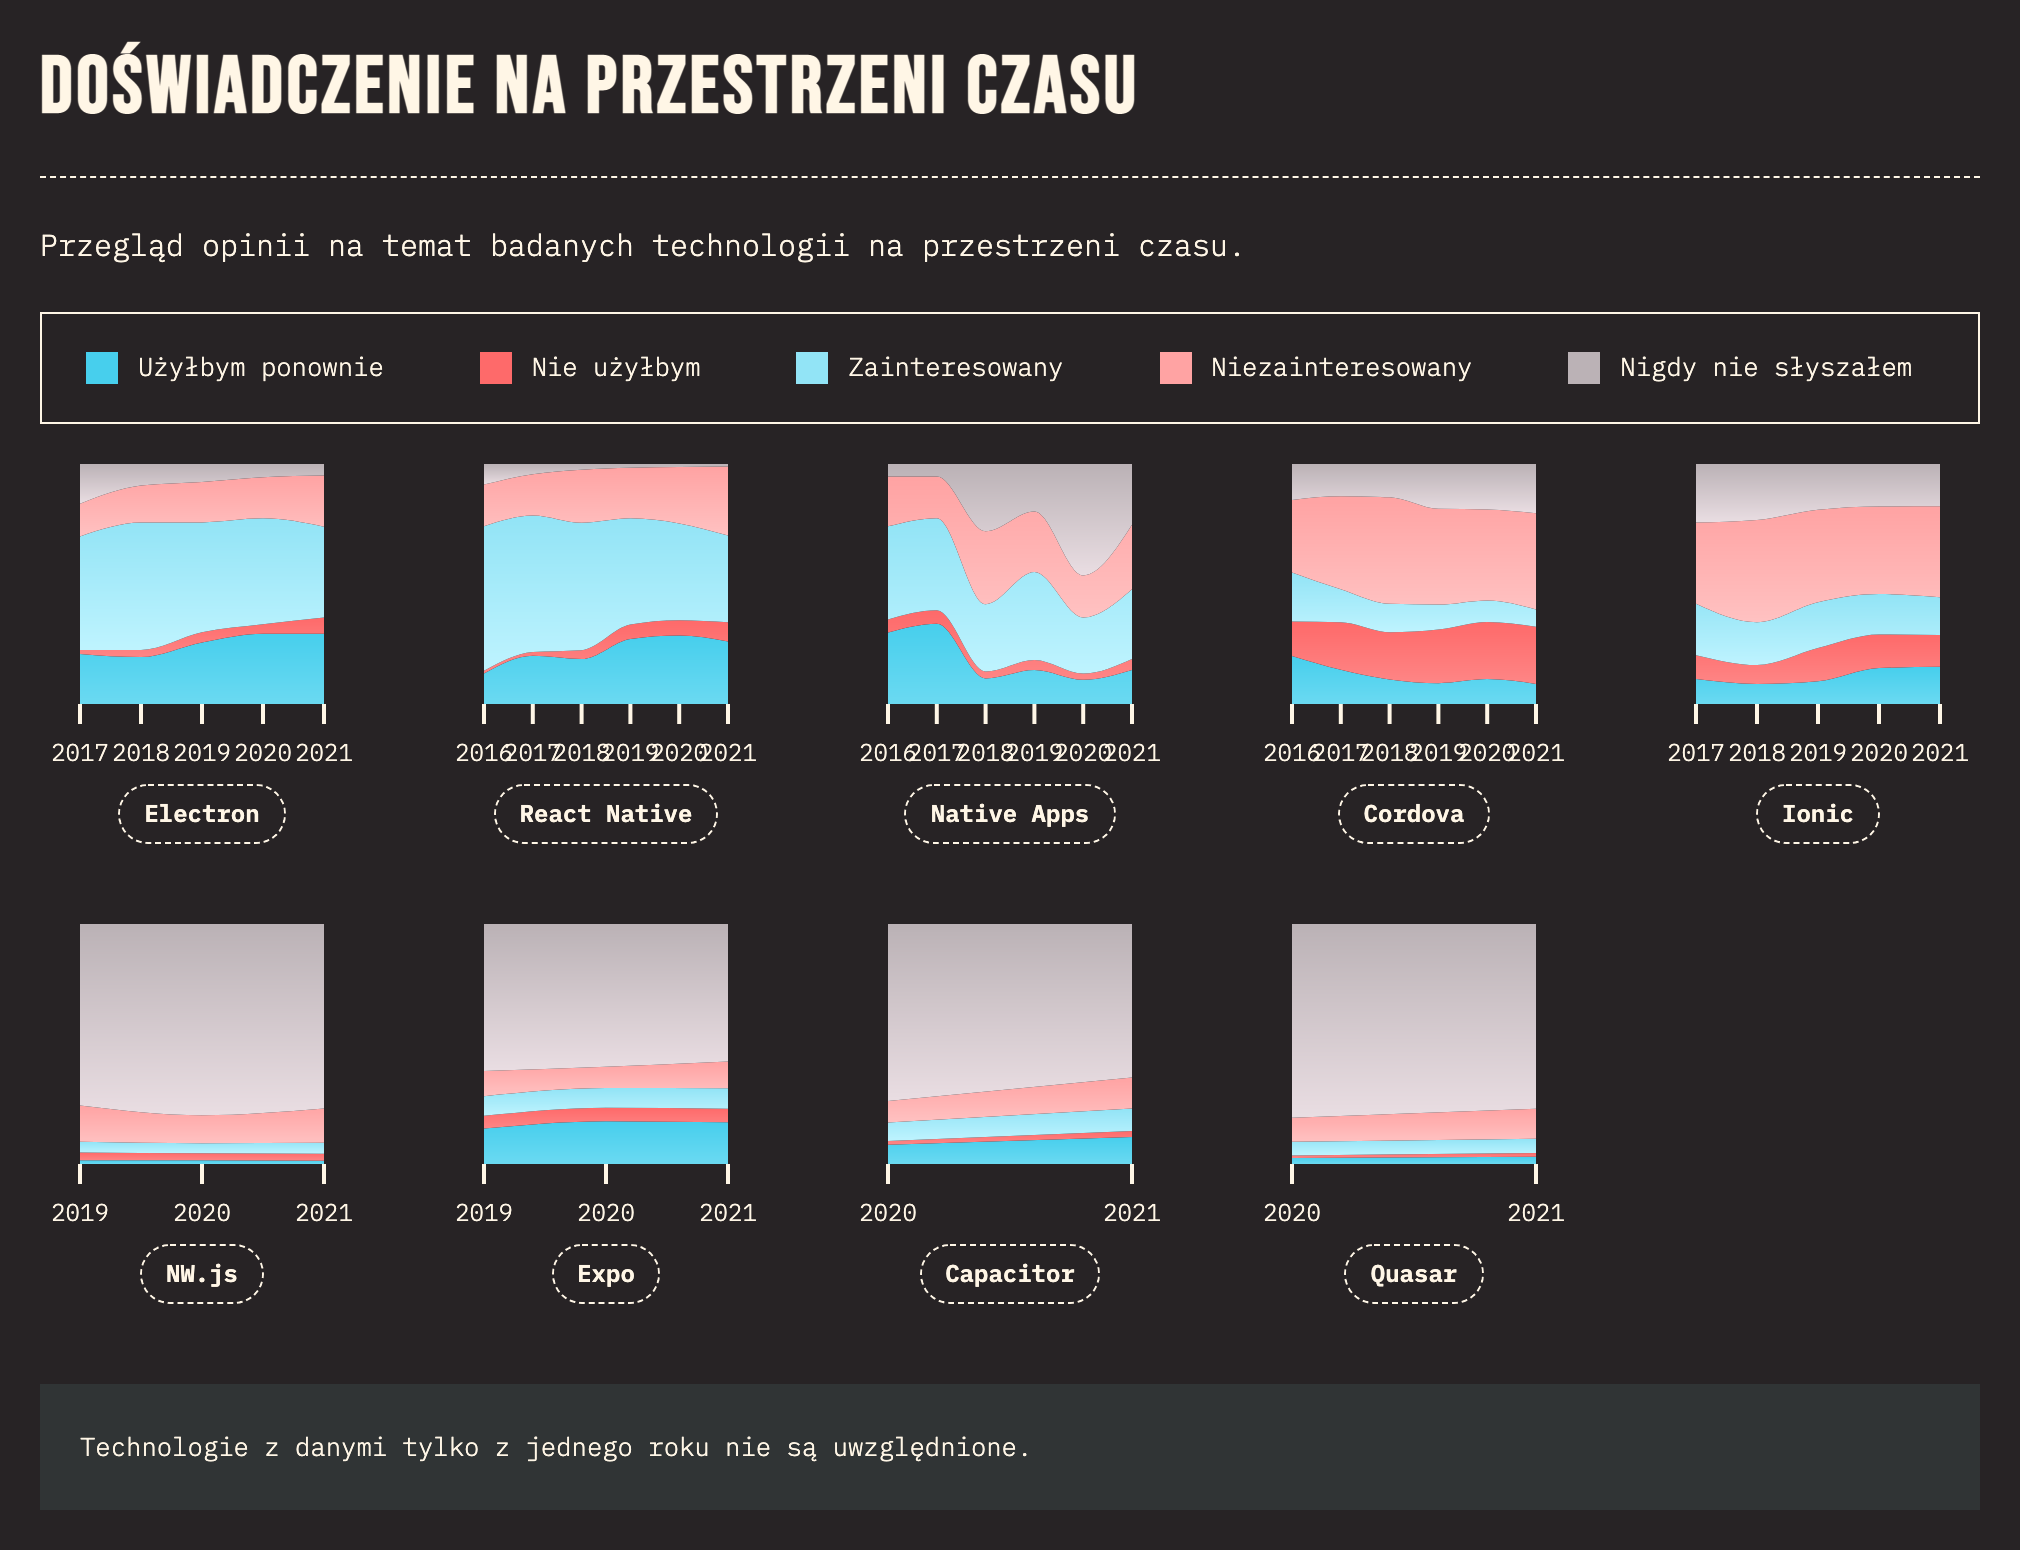 DOŚWIADCZENIE NA PRZESTRZENI CZASU
Przegląd opinii na temat badanych technologii na przestrzeni czasu.
Użyłbym ponownie Nie użyłbym Zainteresowany Niezainteresowany Nigdy nie słyszałem
2017 2018 2019 2020 2021 2016 2017 2018 2019 2020 2021 2016 2017 2018 2019 2020 2021 2016 2017 2018 2019 2020 2021 2017 2018 2019 2020 2021
Electron React Native Native Apps Cordova Ionic
2019 2020 2021 2019 2020 2021 2020 2021 2020 2021
NW.js Expo Capacitor Quasar
Technologie z danymi tylko z jednego roku nie są uwzględnione.